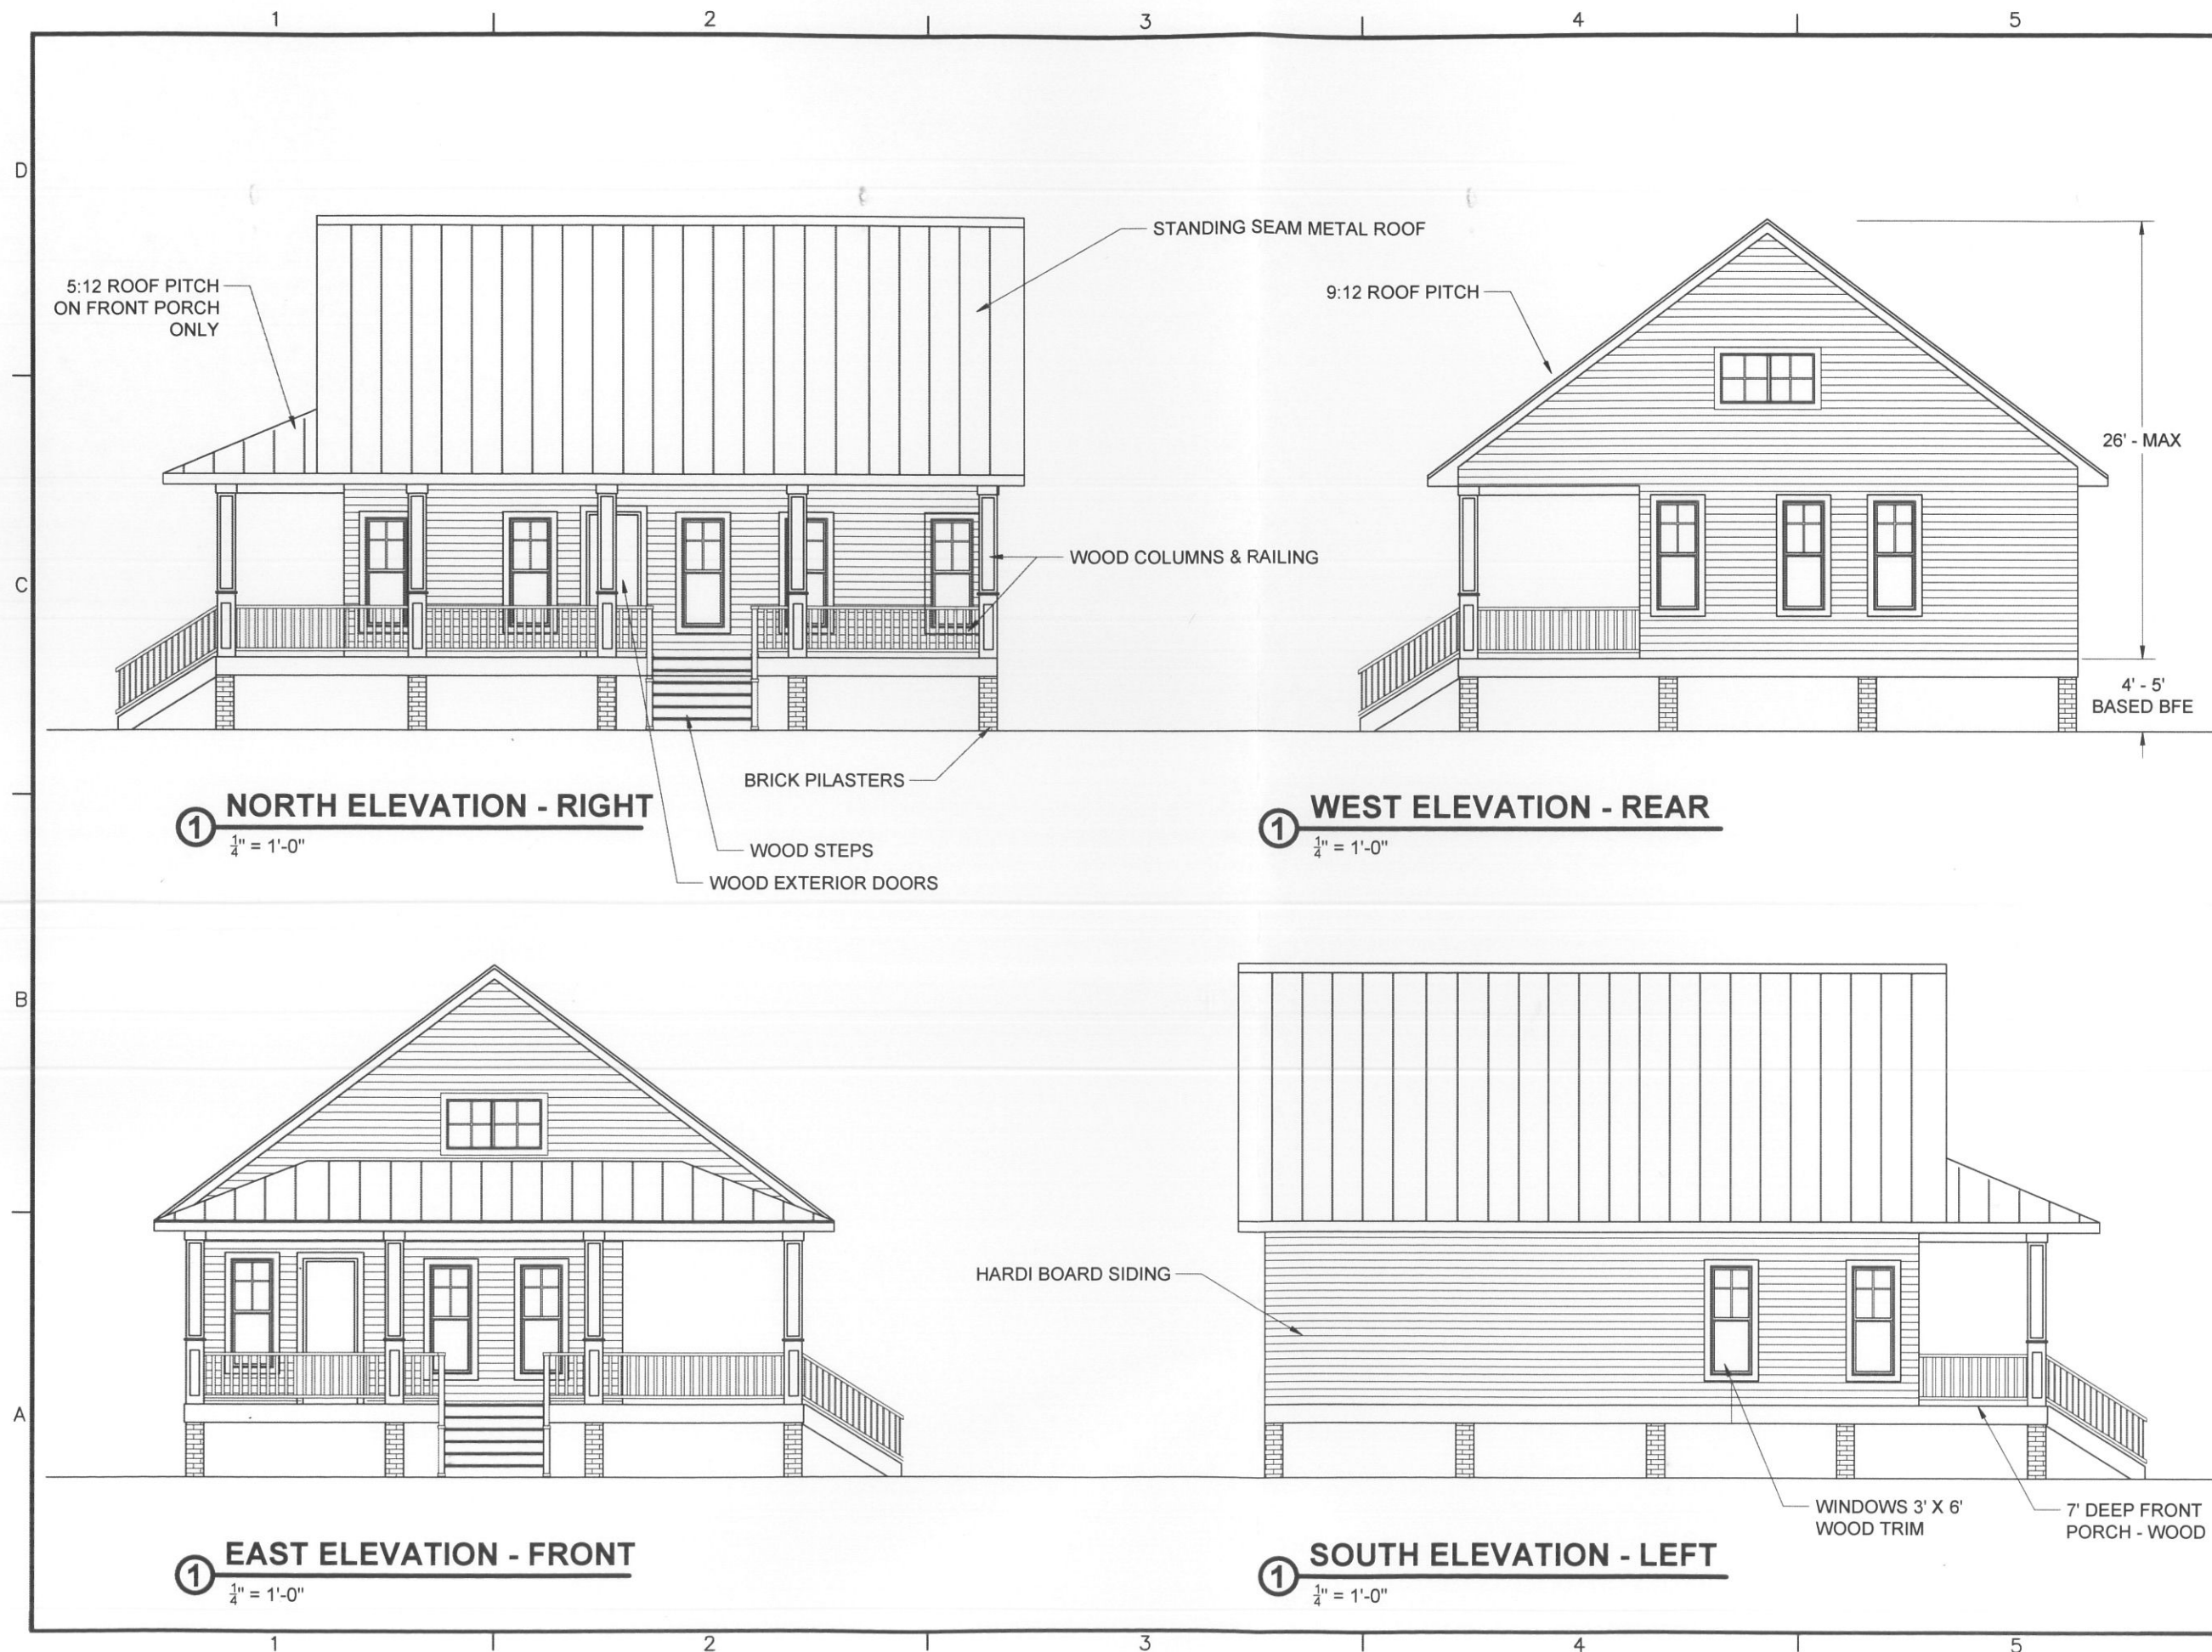 1 2 3 4 5
D
STANDING SEAM METAL ROOF
5:12 ROOF PITCH
ON FRONT PORCH
ONLY
9:12 ROOF PITCH
26' - MAX
C
WOOD COLUMNS & RAILING
4' - 5'
BASED BFE
BRICK PILASTERS
1 NORTH ELEVATION - RIGHT
1/4" = 1'-0"
WOOD STEPS
WOOD EXTERIOR DOORS
1 WEST ELEVATION - REAR
1/4" = 1'-0"
B
HARDI BOARD SIDING
A
WINDOWS 3' X 6'
WOOD TRIM
7' DEEP FRONT
PORCH - WOOD
1 EAST ELEVATION - FRONT
1/4" = 1'-0"
1 SOUTH ELEVATION - LEFT
1/4" = 1'-0"
1 2 3 4 5